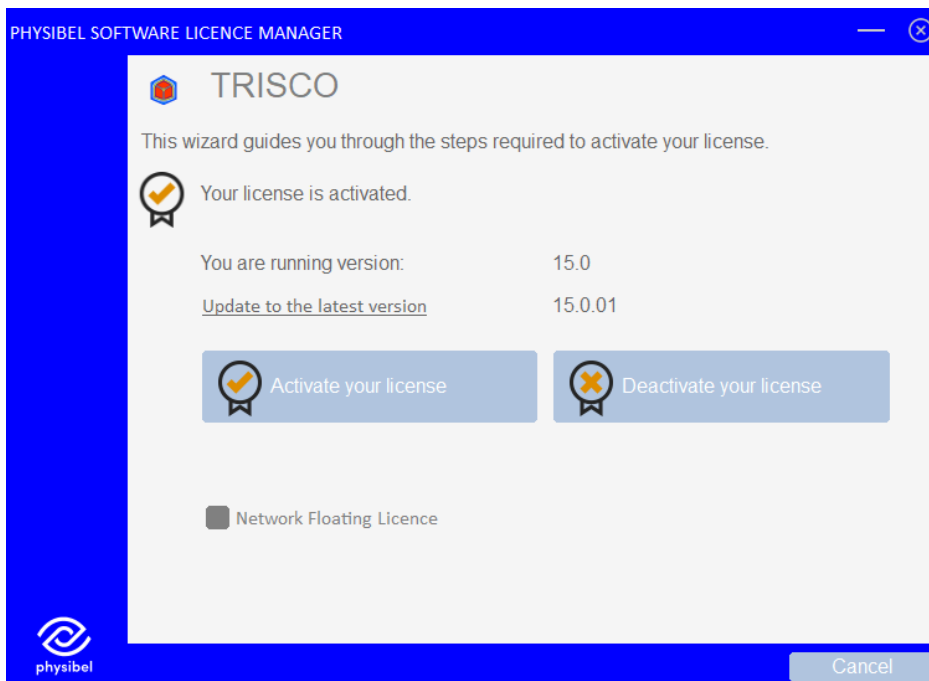 PHYSIBEL SOFTWARE LICENCE MANAGER
TRISCO
This wizard guides you through the steps required to activate your license.
Your license is activated.
You are running version: 15.0
Update to the latest version 15.0.01
Activate your license Deactivate your license
Network Floating Licence
physibel
Cancel